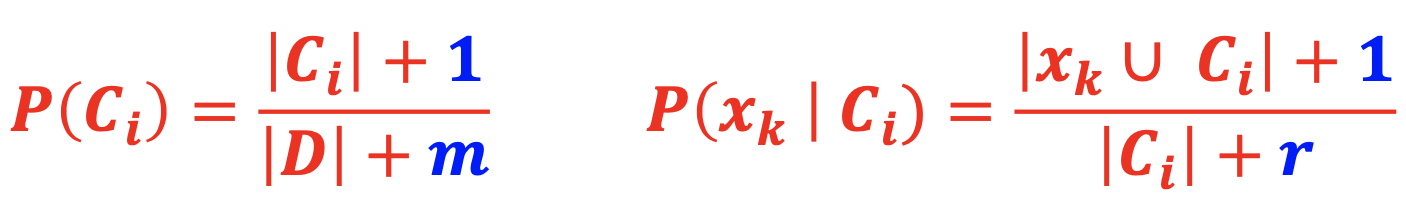 P(C_i) = (|C_i| + 1) / (|D| + m)
P(x_k | C_i) = (|x_k ∪ C_i| + 1) / (|C_i| + r)